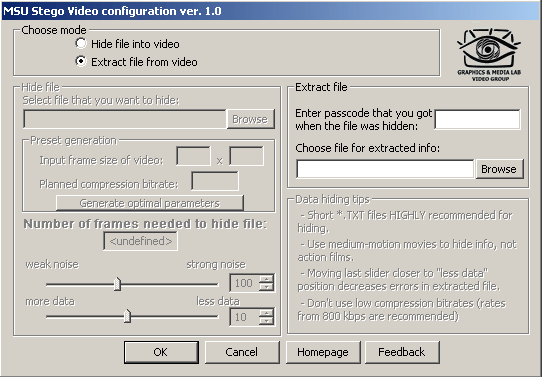 MSU Stego Video configuration ver. 1.0
Choose mode
Hide file into video
Extract file from video
GRAPHICS & MEDIA LAB
VIDEO GROUP
Hide file
Select file that you want to hide:
Browse
Preset generation
Input frame size of video:
x
Planned compression bitrate:
Generate optimal parameters
Number of frames needed to hide file:
<undefined>
weak noise
strong noise
100
more data
less data
10
Extract file
Enter passcode that you got
when the file was hidden:
Choose file for extracted info:
Browse
Data hiding tips
- Short *.TXT files HIGHLY recommended for
hiding.
- Use medium-motion movies to hide info, not
action films.
- Moving last slider closer to "less data"
position decreases errors in extracted file.
- Don't use low compression bitrates (rates
from 800 kbps are recommended)
OK
Cancel
Homepage
Feedback